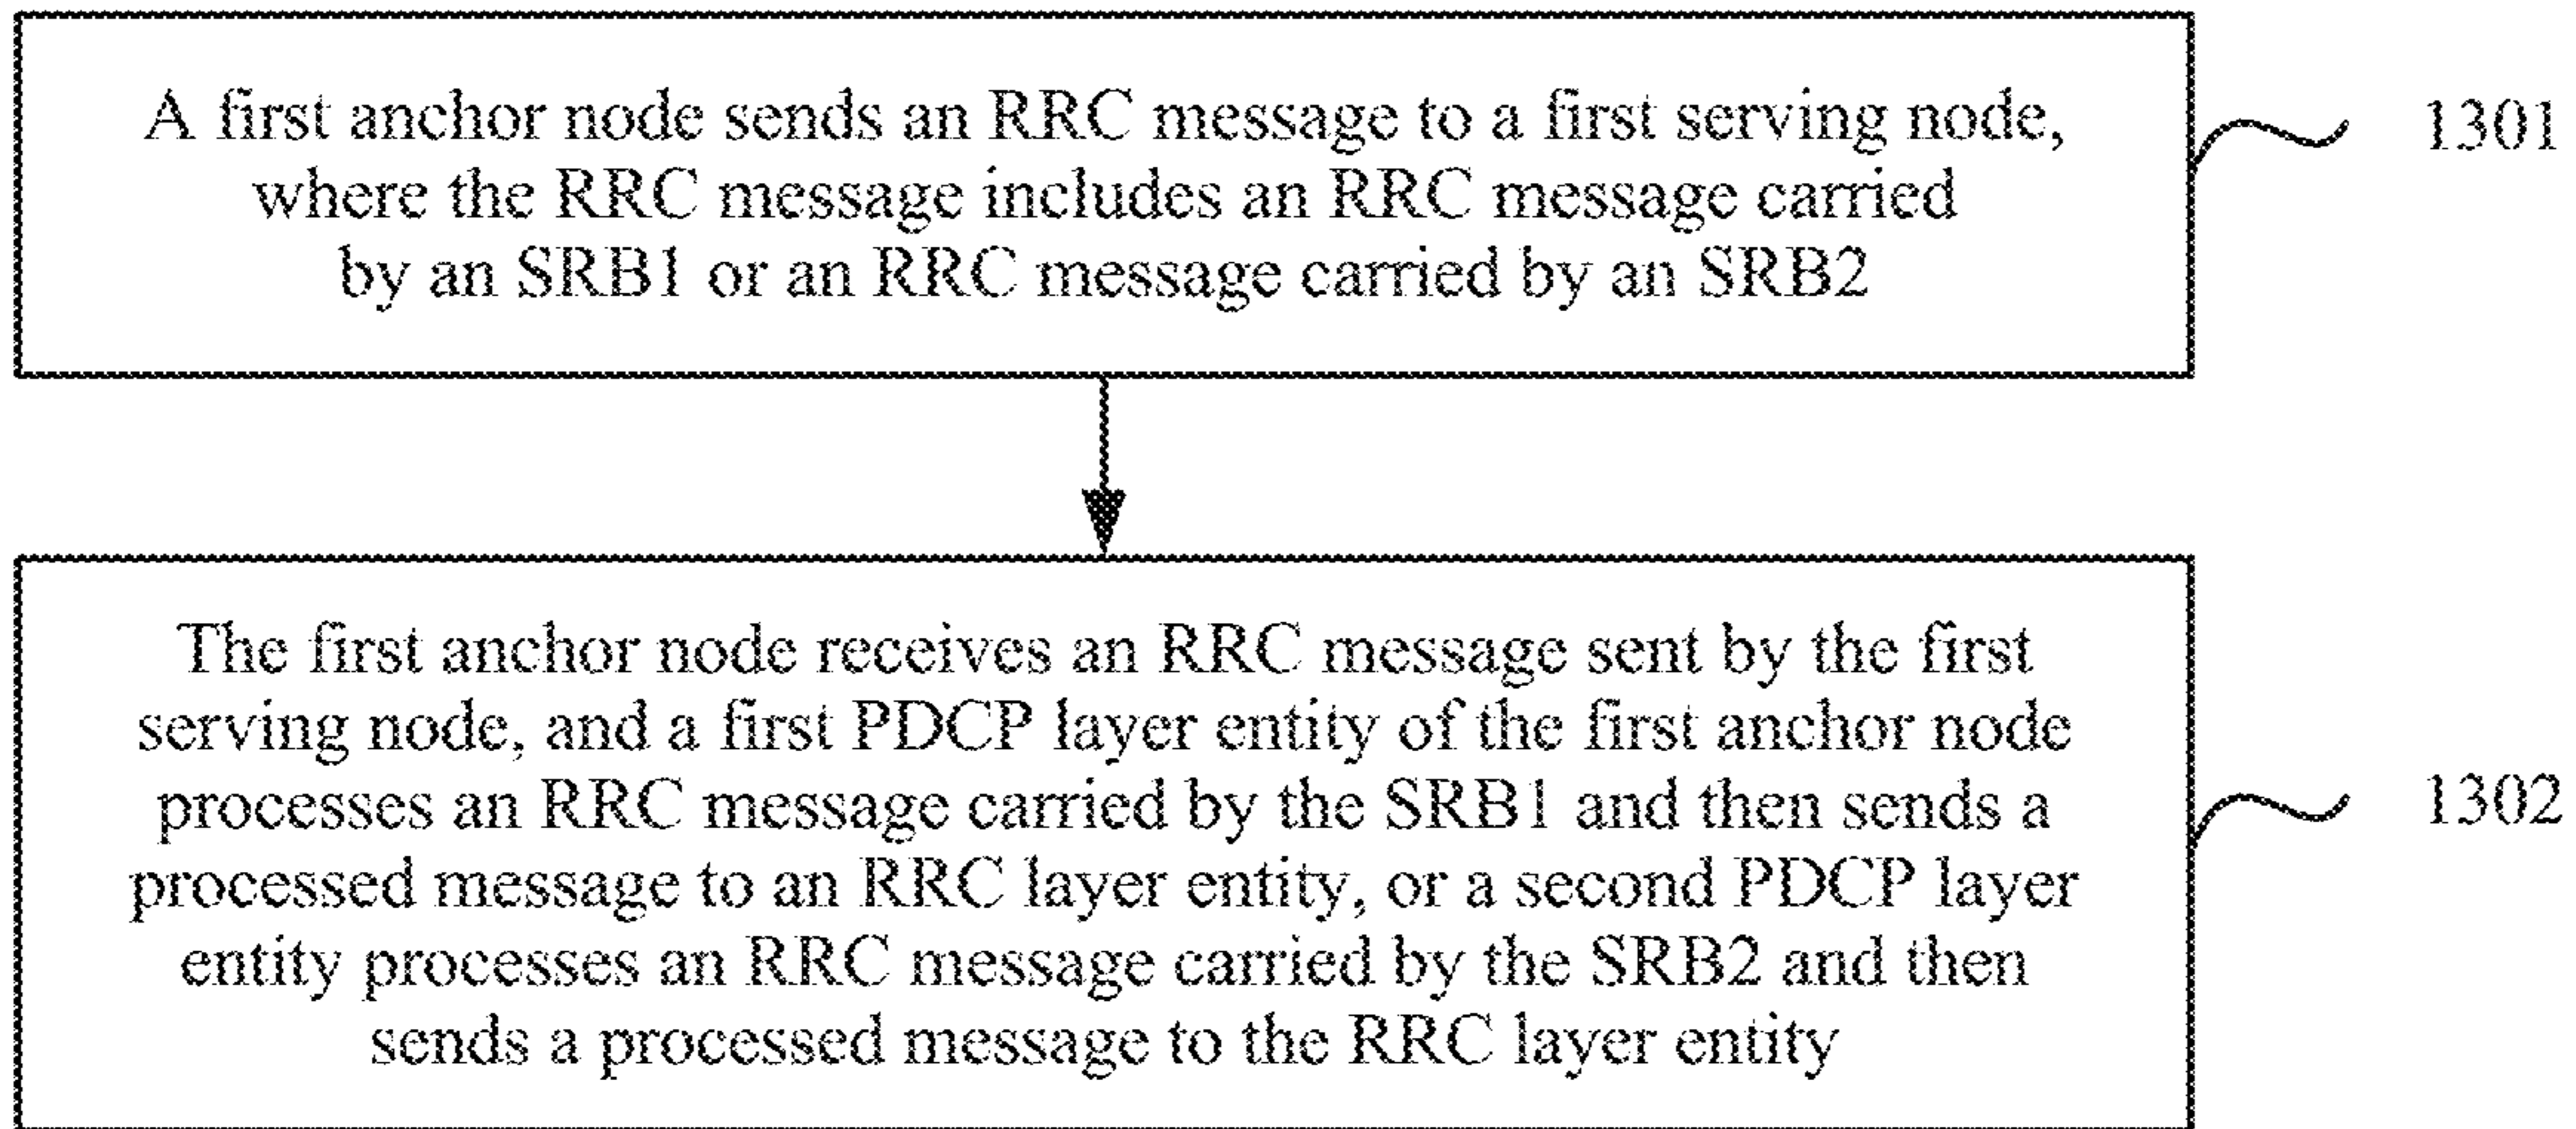 A first anchor node sends an RRC message to a first serving node,
where the RRC message includes an RRC message carried
by an SRB1 or an RRC message carried by an SRB2
1301
The first anchor node receives an RRC message sent by the first
serving node, and a first PDCP layer entity of the first anchor node
processes an RRC message carried by the SRB1 and then sends a
processed message to an RRC layer entity, or a second PDCP layer
entity processes an RRC message carried by the SRB2 and then
sends a processed message to the RRC layer entity
1302